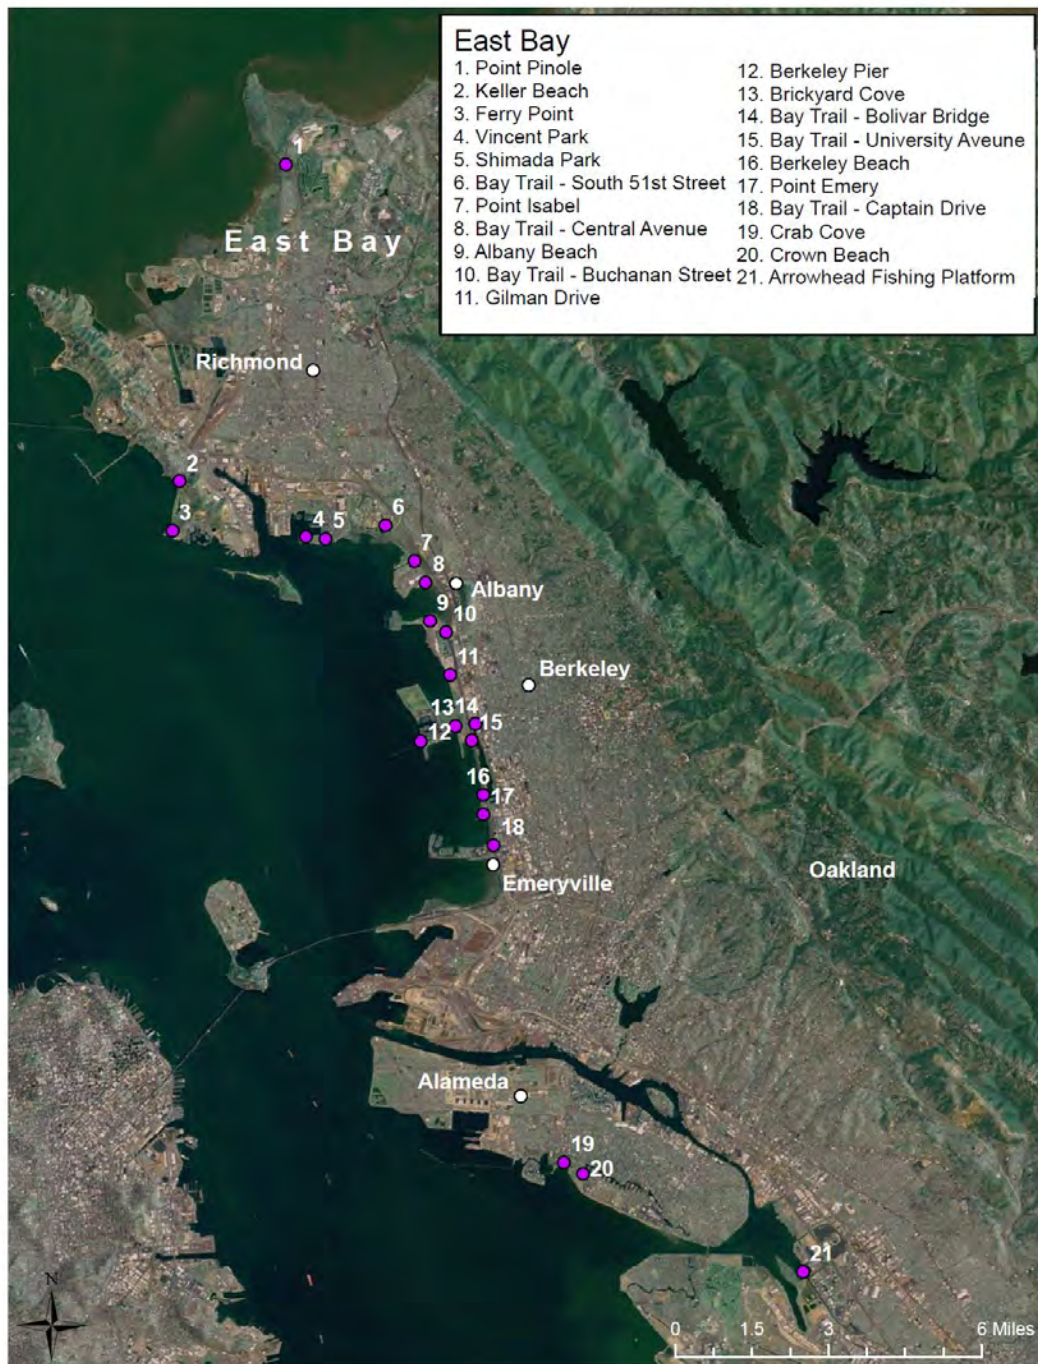 East Bay
1. Point Pinole
2. Keller Beach
3. Ferry Point
4. Vincent Park
5. Shimada Park
6. Bay Trail - South 51st Street
7. Point Isabel
8. Bay Trail - Central Avenue
9. Albany Beach
10. Bay Trail - Buchanan Street
11. Gilman Drive
12. Berkeley Pier
13. Brickyard Cove
14. Bay Trail - Bolivar Bridge
15. Bay Trail - University Aveune
16. Berkeley Beach
17. Point Emery
18. Bay Trail - Captain Drive
19. Crab Cove
20. Crown Beach
21. Arrowhead Fishing Platform
1
East Bay
Richmond
2
3
4
5
6
7
8
Albany
9
10
11
Berkeley
13
14
15
12
16
17
18
Oakland
Emeryville
Alameda
19
20
21
N
0 1.5 3 6 Miles